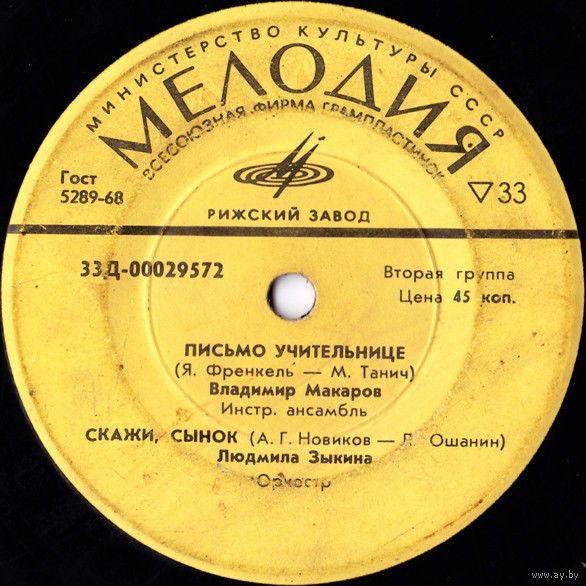 МИНИСТЕРСТВО КУЛЬТУРЫ СССР
МЕЛОДИЯ
ВСЕСОЮЗНАЯ ФИРМА ГРАМПЛАСТИНОК
Гост
5289-68
▽33
РИЖСКИЙ ЗАВОД
33Д-00029572
Вторая группа
Цена 45 коп.
ПИСЬМО УЧИТЕЛЬНИЦЕ
(Я. Френкель — М. Танич)
Владимир Макаров
Инстр. ансамбль
СКАЖИ, СЫНОК (А. Г. Новиков — Л. Ошанин)
Людмила Зыкина
Оркестр
www.ay.by